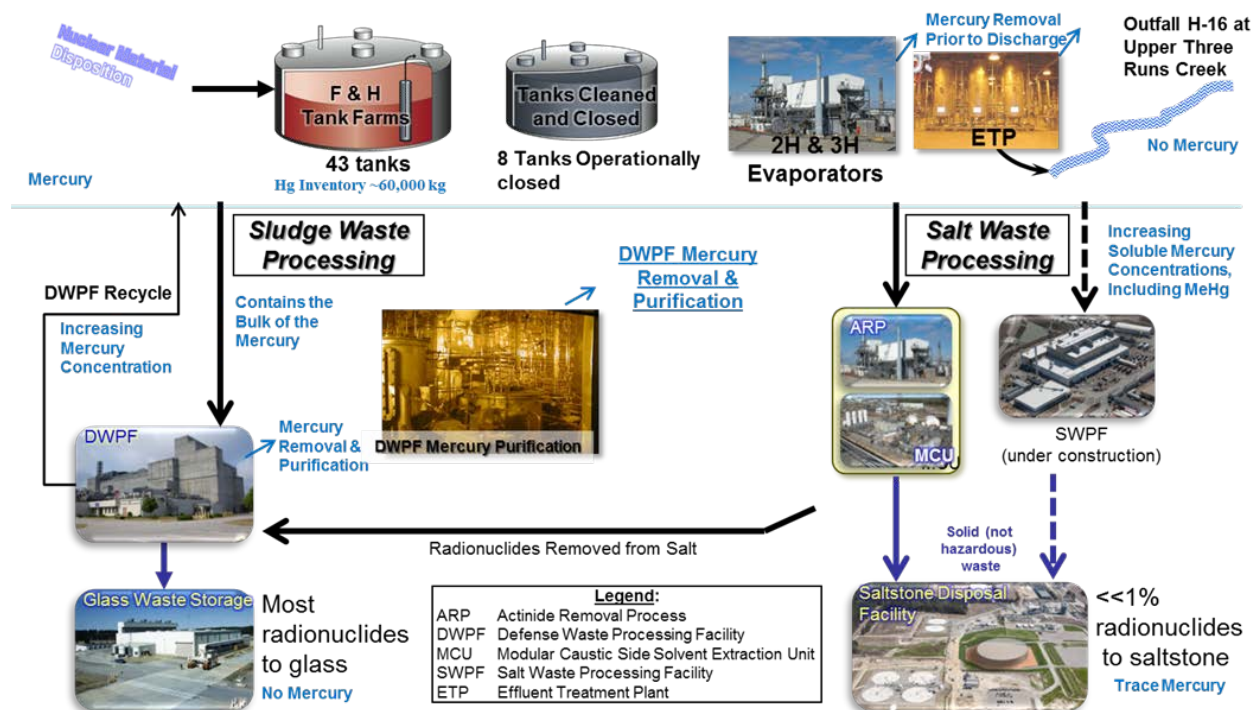 Nuclear Material
Disposition
F & H
Tank Farms
43 tanks
Hg Inventory ~60,000 kg
Tanks Cleaned
and Closed
8 Tanks Operationally
closed
2H & 3H
Evaporators
Mercury Removal
Prior to Discharge
ETP
Outfall H-16 at
Upper Three
Runs Creek
No Mercury
Mercury
Sludge Waste
Processing
DWPF Recycle
Increasing
Mercury
Concentration
Contains the
Bulk of the
Mercury
DWPF Mercury
Removal &
Purification
DWPF Mercury Purification
Salt Waste
Processing
Increasing
Soluble Mercury
Concentrations,
Including MeHg
ARP
MCU
SWPF
(under construction)
DWPF
Mercury
Removal &
Purification
Radionuclides Removed from Salt
Solid (not
hazardous)
waste
Glass Waste Storage
Most
radionuclides
to glass
No Mercury
Legend:
ARP Actinide Removal Process
DWPF Defense Waste Processing Facility
MCU Modular Caustic Side Solvent Extraction Unit
SWPF Salt Waste Processing Facility
ETP Effluent Treatment Plant
Saltstone Disposal
Facility
<<1%
radionuclides
to saltstone
Trace Mercury